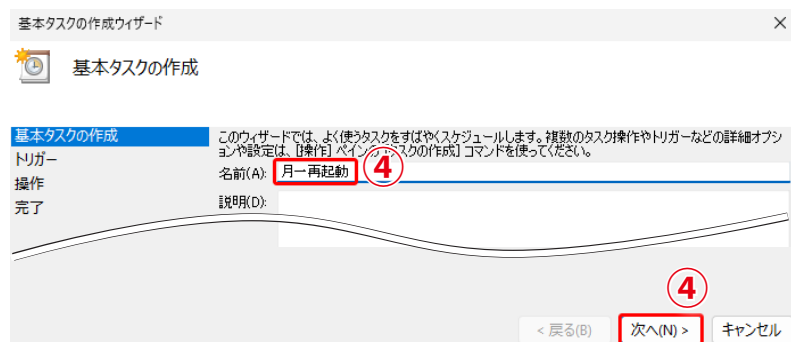 基本タスクの作成ウィザード
基本タスクの作成
基本タスクの作成
このウィザードでは、よく使うタスクをすばやくスケジュールします。複数のタスク操作やトリガーなどの詳細オプシ
ョンや設定は、[操作] ペインの [タスクの作成] コマンドを使ってください。
トリガー
名前(A): 月一再起動 ④
操作
完了
説明(D):
④
< 戻る(B) 次へ(N) > キャンセル